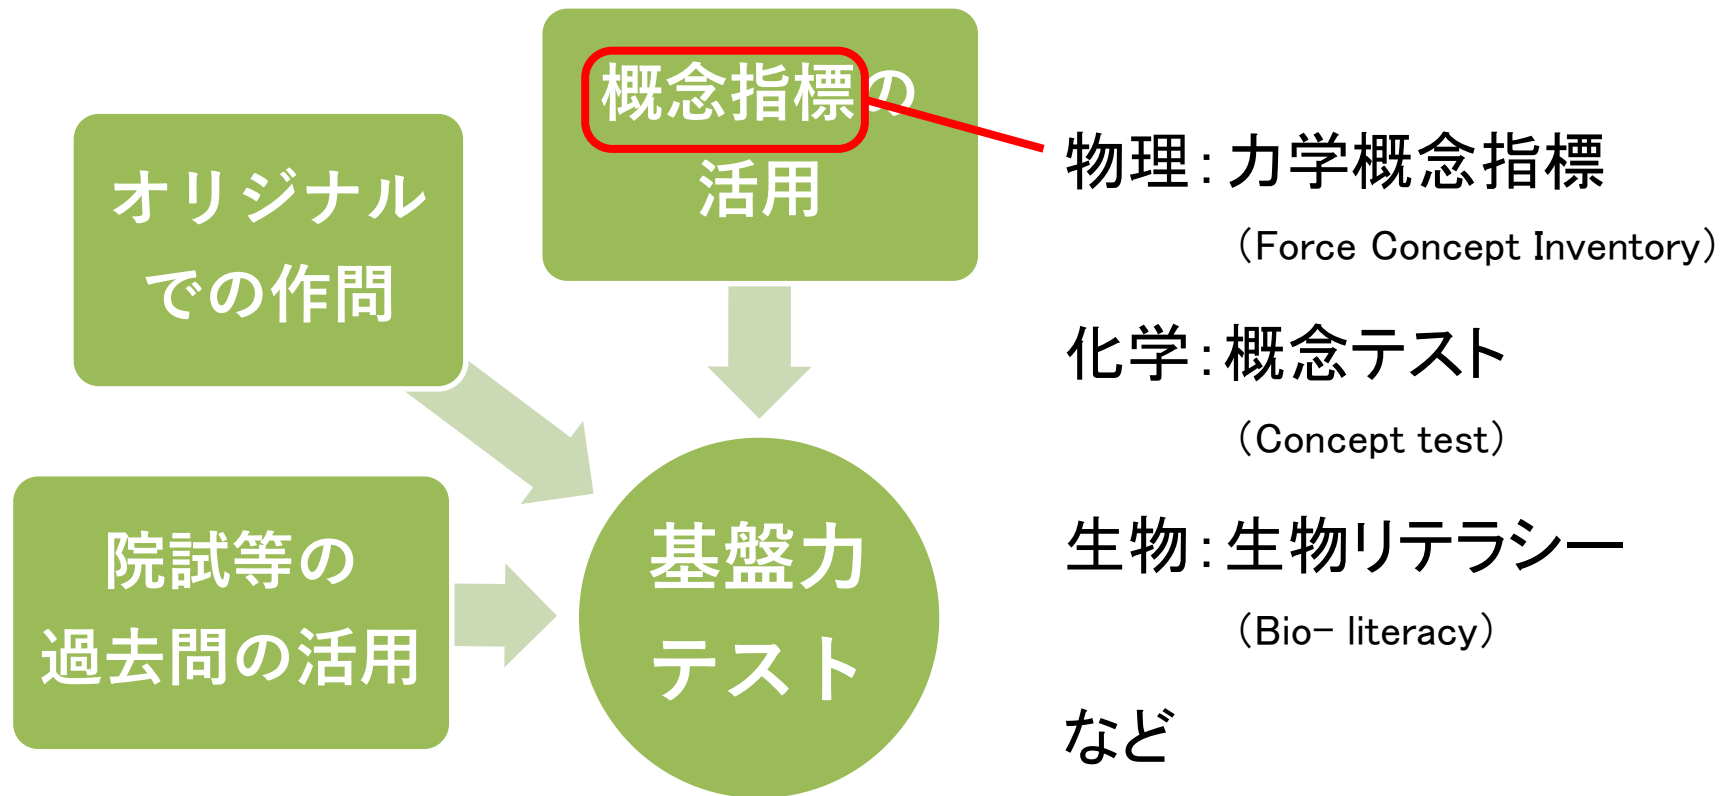 概念指標の
活用
オリジナル
での作問
院試等の
過去問の活用
基盤力
テスト
物理：力学概念指標
（Force Concept Inventory）
化学：概念テスト
（Concept test）
生物：生物リテラシー
（Bio- literacy）
など